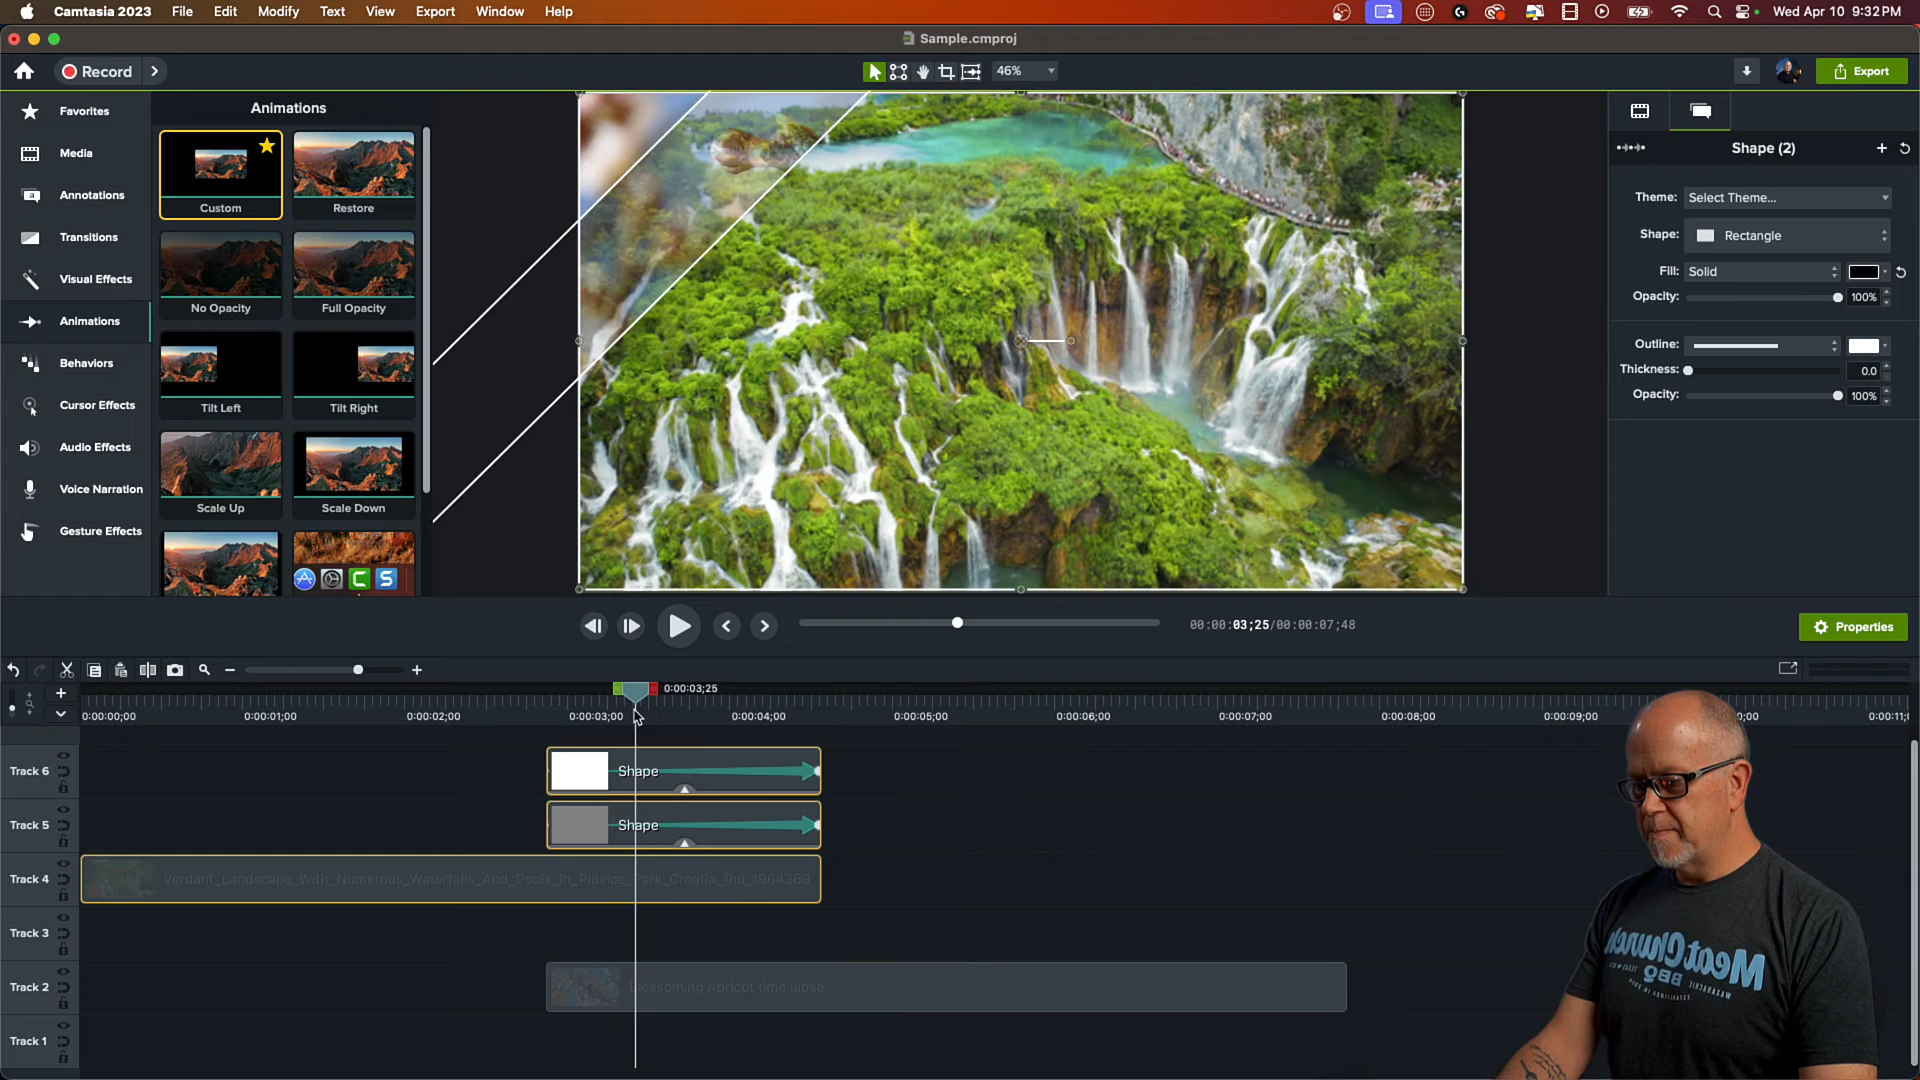 Camtasia 2023 File Edit Modify Text View Export Window Help
Wed Apr 10 9:32 PM
Sample.cmproj
Record
46%
Export
Favorites
Media
Annotations
Transitions
Visual Effects
Animations
Behaviors
Cursor Effects
Audio Effects
Voice Narration
Gesture Effects
Animations
Custom
Restore
No Opacity
Full Opacity
Tilt Left
Tilt Right
Scale Up
Scale Down
Shape (2)
Theme: Select Theme...
Shape: Rectangle
Fill: Solid
Opacity: 100%
Outline:
Thickness: 0.0
Opacity: 100%
00:00:03;25/00:00:07;48
Properties
0:00:03;25
0:00:00;00 0:00:01;00 0:00:02;00 0:00:03;00 0:00:04;00 0:00:05;00 0:00:06;00 0:00:07;00 0:00:08;00 0:00:09;00
Track 6 Shape
Track 5 Shape
Track 4 Verdant_Landscape_With_Numerous_Waterfalls_And_Pools_In_Plitvice_Park_Croatia_fhd_1964369
Track 3
Track 2 Blossoming Apricot time lapse
Track 1
Meat Church
BBQ